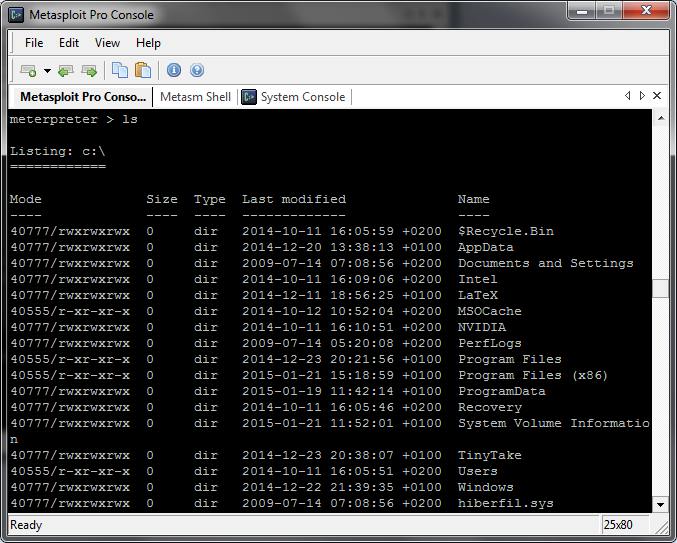 Metasploit Pro Console
File Edit View Help
Metasploit Pro Conso... Metasm Shell System Console
meterpreter > ls
Listing: c:\
============
Mode Size Type Last modified Name
---- ---- ---- ------------- ----
40777/rwxrwxrwx 0 dir 2014-10-11 16:05:59 +0200 $Recycle.Bin
40777/rwxrwxrwx 0 dir 2014-12-20 13:38:13 +0100 AppData
40777/rwxrwxrwx 0 dir 2009-07-14 07:08:56 +0200 Documents and Settings
40777/rwxrwxrwx 0 dir 2014-10-11 16:09:06 +0200 Intel
40777/rwxrwxrwx 0 dir 2014-12-11 18:56:25 +0100 LaTeX
40555/r-xr-xr-x 0 dir 2014-10-12 10:52:04 +0200 MSOCache
40777/rwxrwxrwx 0 dir 2014-10-11 16:10:51 +0200 NVIDIA
40777/rwxrwxrwx 0 dir 2009-07-14 05:20:08 +0200 PerfLogs
40555/r-xr-xr-x 0 dir 2014-12-23 20:21:56 +0100 Program Files
40555/r-xr-xr-x 0 dir 2015-01-21 15:18:59 +0100 Program Files (x86)
40777/rwxrwxrwx 0 dir 2015-01-19 11:42:14 +0100 ProgramData
40777/rwxrwxrwx 0 dir 2014-10-11 16:05:46 +0200 Recovery
40777/rwxrwxrwx 0 dir 2015-01-21 11:52:01 +0100 System Volume Informatio
n
40777/rwxrwxrwx 0 dir 2014-12-23 20:38:07 +0100 TinyTake
40555/r-xr-xr-x 0 dir 2014-10-11 16:05:51 +0200 Users
40777/rwxrwxrwx 0 dir 2014-12-22 21:39:35 +0100 Windows
40777/rwxrwxrwx 0 dir 2009-07-14 07:08:56 +0200 hiberfil.sys
Ready 25x80